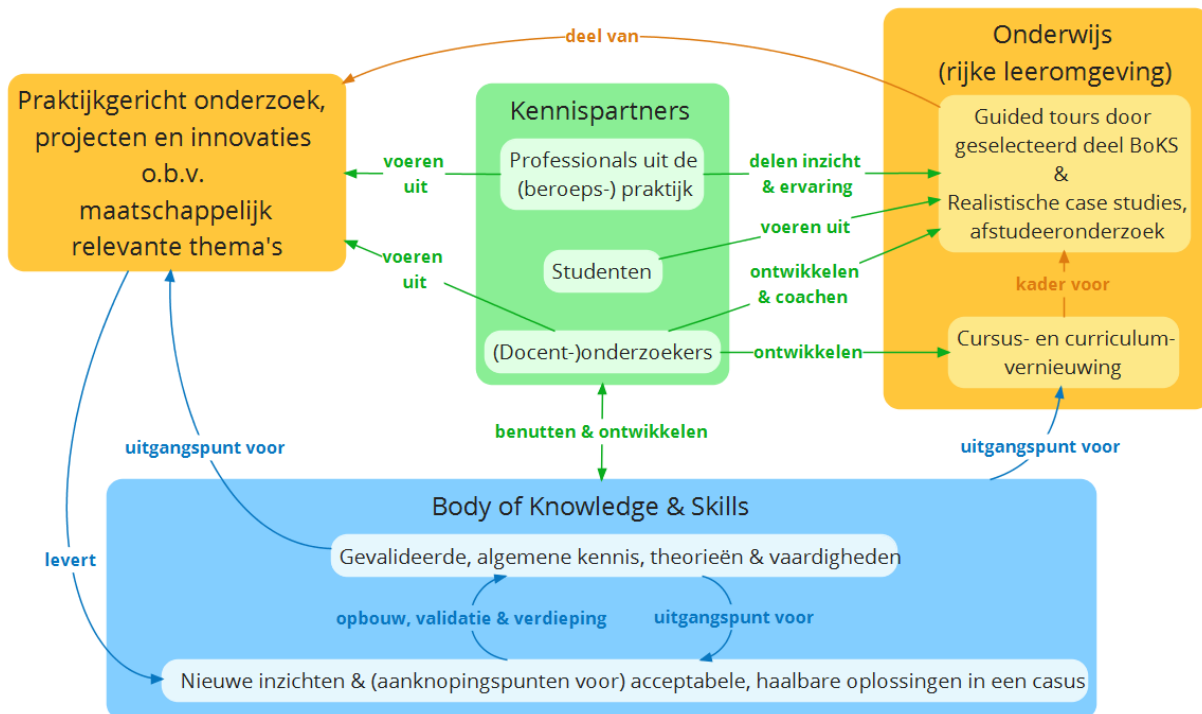 deel van
Onderwijs
(rijke leeromgeving)
Praktijkgericht onderzoek,
projecten en innovaties
o.b.v.
maatschappelijk
relevante thema's
Kennispartners
Guided tours door
geselecteerd deel BoKS
&
Realistische case studies,
afstudeeronderzoek
voeren
uit
Professionals uit de
(beroeps-) praktijk
delen inzicht
& ervaring
voeren uit
voeren
uit
Studenten
ontwikkelen
& coachen
kader voor
(Docent-)onderzoekers
ontwikkelen
Cursus- en curriculum-
vernieuwing
benutten & ontwikkelen
uitgangspunt voor
uitgangspunt voor
Body of Knowledge & Skills
levert
Gevalideerde, algemene kennis, theorieën & vaardigheden
opbouw, validatie & verdieping
uitgangspunt voor
Nieuwe inzichten & (aanknopingspunten voor) acceptabele, haalbare oplossingen in een casus